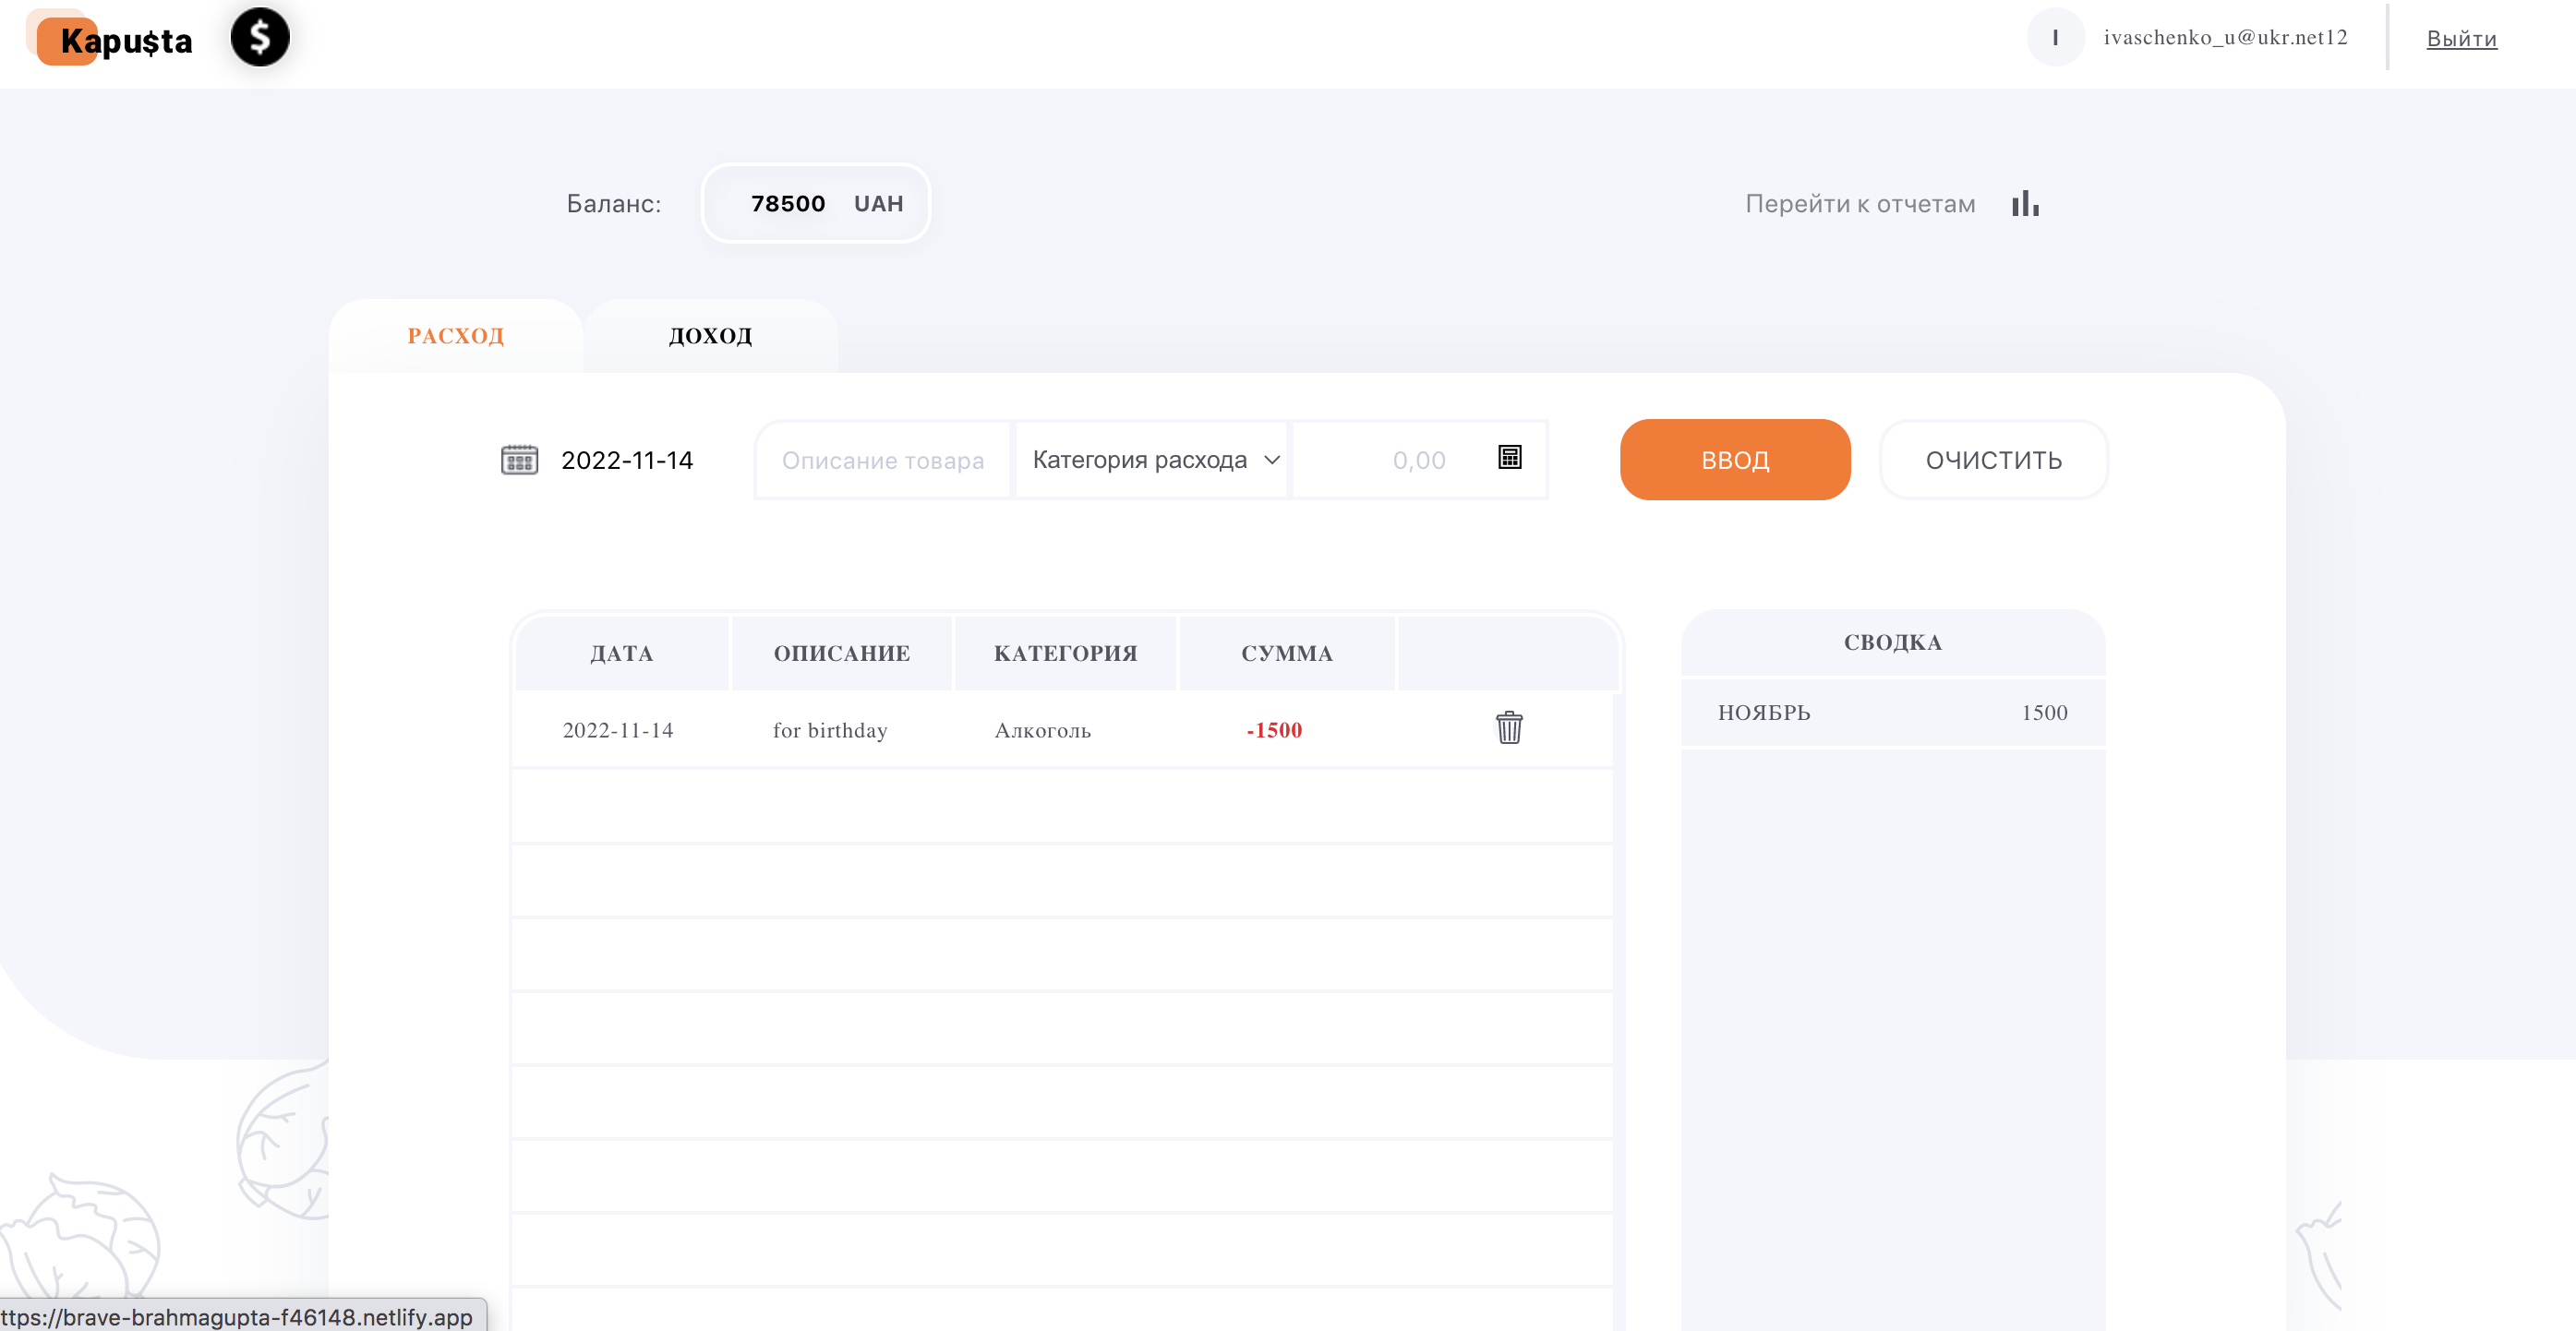 Kapu$ta $ I ivaschenko_u@ukr.net12 Выйти
Баланс: 78500 UAH Перейти к отчетам
РАСХОД ДОХОД
2022-11-14 Описание товара Категория расхода 0,00 ВВОД ОЧИСТИТЬ
ДАТА ОПИСАНИЕ КАТЕГОРИЯ СУММА
2022-11-14 for birthday Алкоголь -1500
СВОДКА
НОЯБРЬ 1500
ttps://brave-brahmagupta-f46148.netlify.app